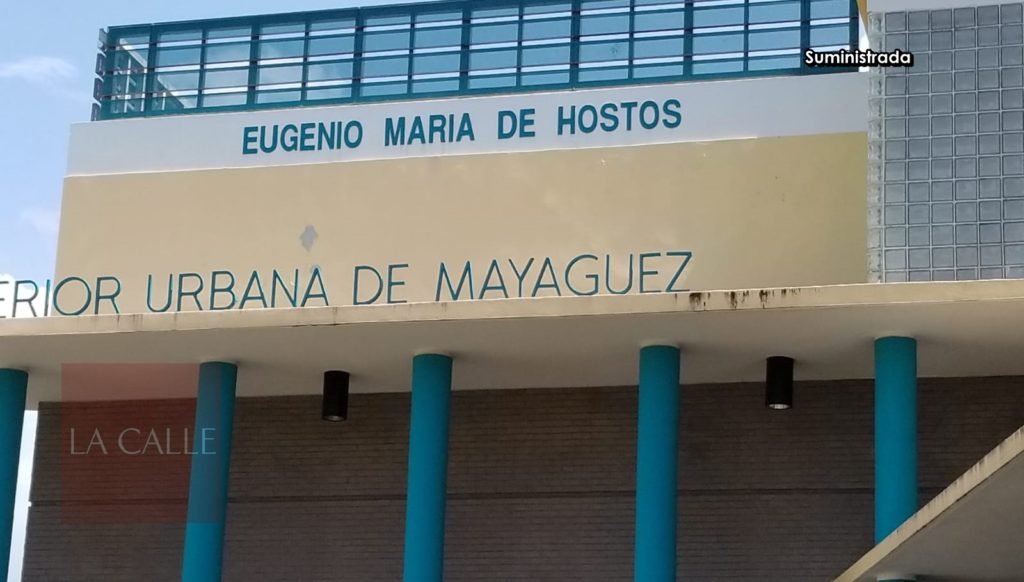 Suministrada
EUGENIO MARIA DE HOSTOS
ERIOR URBANA DE MAYAGUEZ
LA CALLE